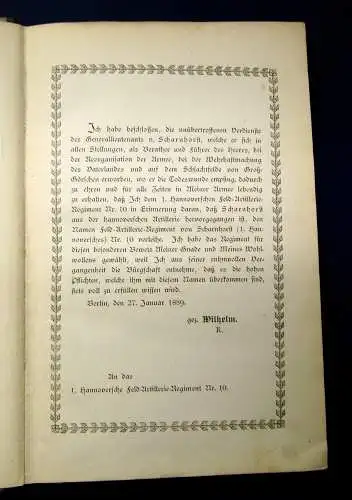 Ich habe beschlossen, die unübertroffenen Verdienste
des Generallieutenants v. Scharnhorst, welche er sich in
allen Stellungen, als Berather und Führer des Heeres, bei
der Reorganisation der Armee, bei der Wehrhaftmachung
des Vaterlandes und auf dem Schlachtfelde von Groß-
Görschen erworben, wo er die Todeswunde empfing, dadurch
zu ehren und für alle Zeiten in Meiner Armee lebendig
zu erhalten, daß Ich dem 1. Hannoverschen Feld-Artillerie-
Regiment Nr. 10 in Erinnerung daran, daß Scharnhorst
aus der hannoverschen Artillerie hervorgegangen ist, den
Namen Feld-Artillerie-Regiment von Scharnhorst (1. Han-
noversches) Nr. 10 verleihe. Ich habe das Regiment für
diesen besonderen Beweis Meiner Gnade und Meines Wohl-
wollens gewählt, weil Ich aus seiner ruhmvollen Ver-
gangenheit die Bürgschaft entnehme, daß es die hohen
Pflichten, welche ihm mit diesem Namen überkommen sind,
stets voll zu erfüllen wissen wird.
Berlin, den 27. Januar 1889.
gez. Wilhelm.
R.
An das
1. Hannoversche Feld-Artillerie-Regiment Nr. 10.